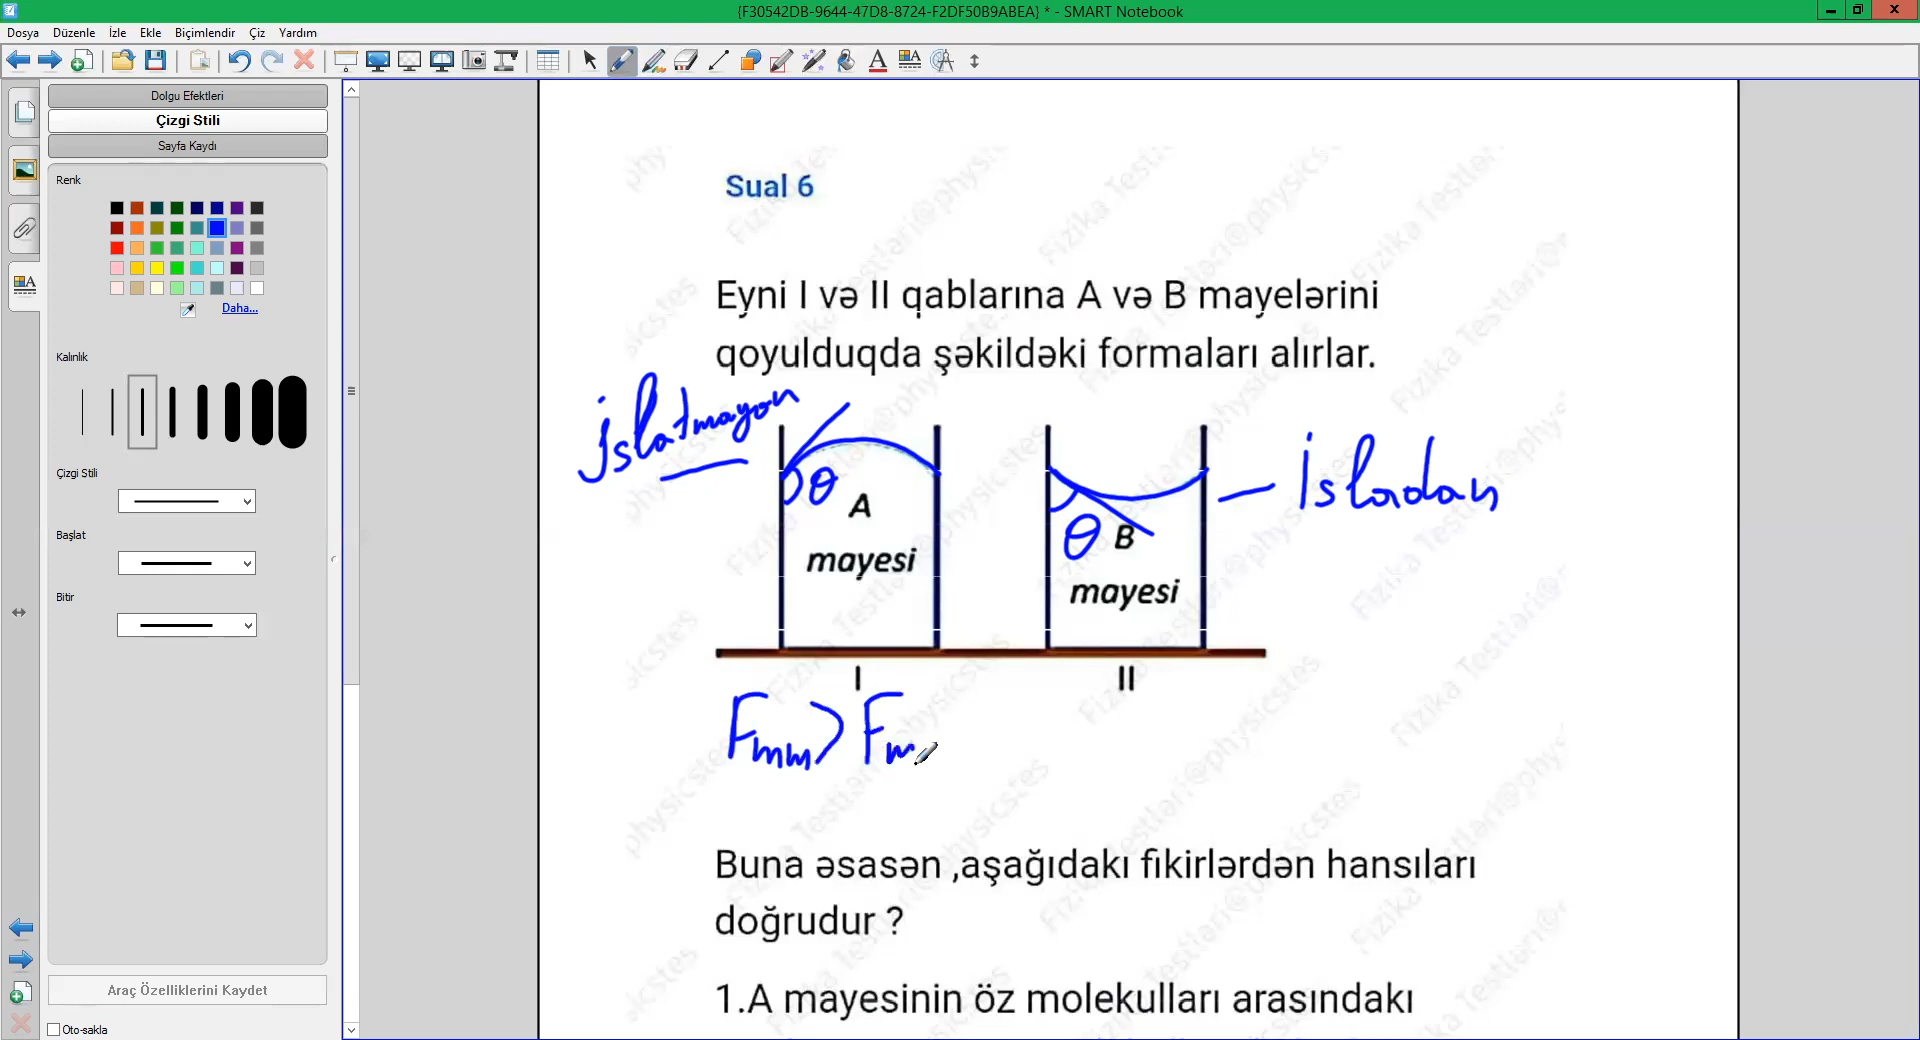 {F30542DB-9644-47D8-8724-F2DF50B9ABEA} * - SMART Notebook
Dosya Düzenle İzle Ekle Biçimlendir Çiz Yardım
Dolgu Efektleri
Çizgi Stili
Sayfa Kaydı
Renk
Daha...
Kalınlık
Çizgi Stili
Başlat
Bitir
Araç Özelliklerini Kaydet
Oto-sakla
Sual 6
Eyni I və II qablarına A və B mayelərini
qoyulduqda şəkildəki formaları alırlar.
İslatmayan
θ
A
mayesi
θ
B
mayesi
İsladan
I
II
Fmm > Fm
Buna əsasən ,aşağıdakı fikirlərdən hansıları
doğrudur ?
1.A mayesinin öz molekulları arasındakı
Fizika Testləri@physicstes